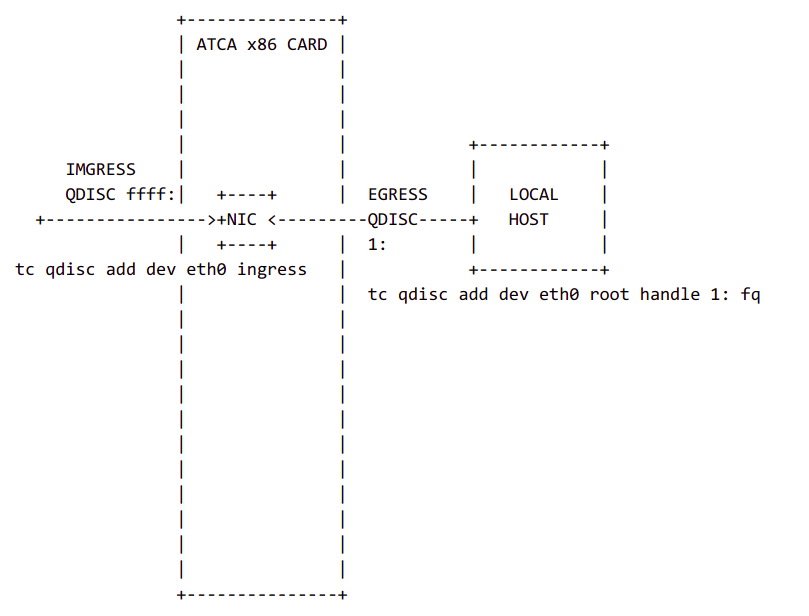 ATCA x86 CARD
IMGRESS
QDISC ffff:
EGRESS
LOCAL
NIC
QDISC
HOST
1:
tc qdisc add dev eth0 ingress
tc qdisc add dev eth0 root handle 1: fq